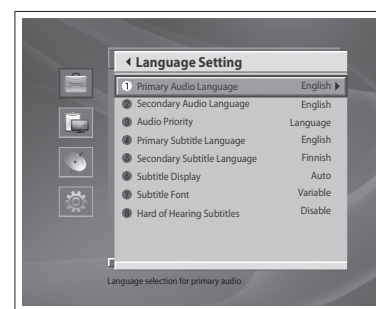 Language Setting
1 Primary Audio Language English
2 Secondary Audio Language English
3 Audio Priority Language
4 Primary Subtitle Language English
5 Secondary Subtitle Language Finnish
6 Subtitle Display Auto
7 Subtitle Font Variable
8 Hard of Hearing Subtitles Disable
Language selection for primary audio